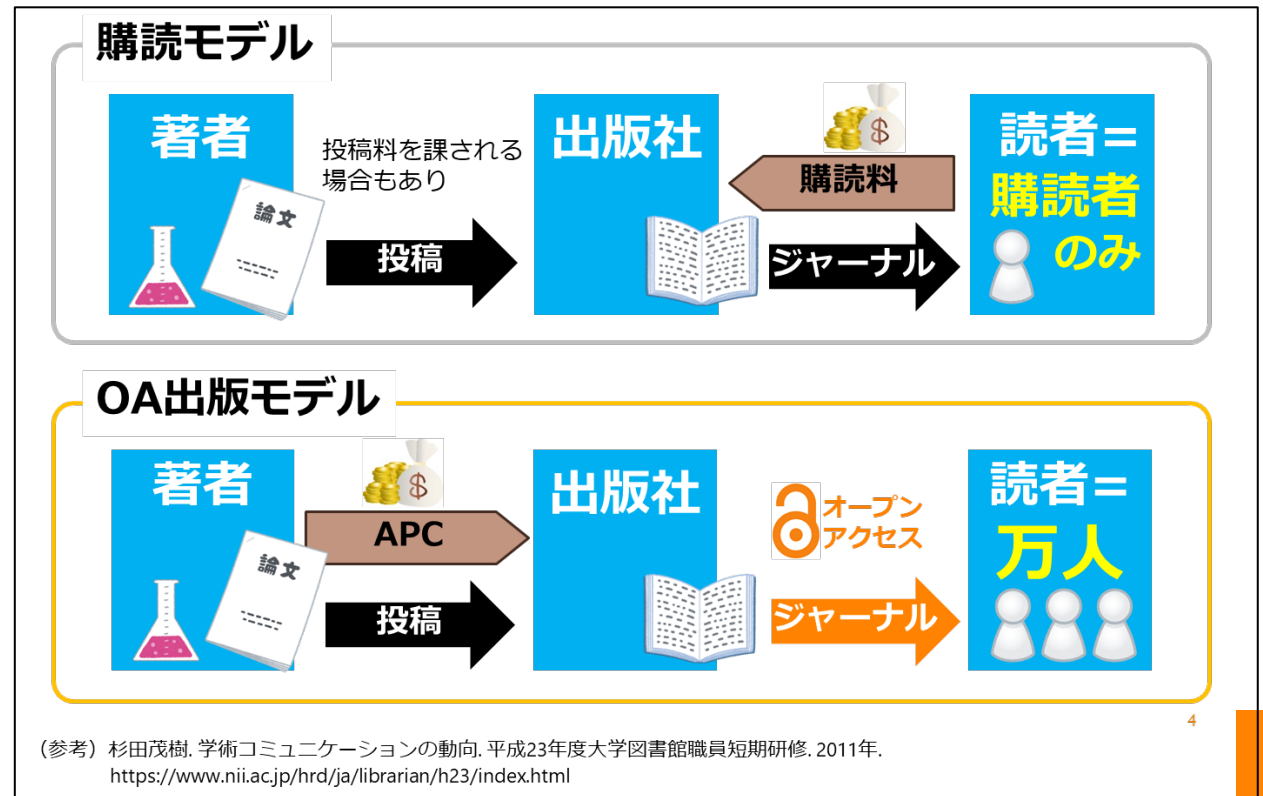 購読モデル
著者
投稿料を課される
場合もあり
論文
投稿
出版社
$
購読料
ジャーナル
読者＝
購読者
のみ
OA出版モデル
著者
$
APC
論文
投稿
出版社
オープン
アクセス
ジャーナル
読者＝
万人
4
（参考）杉田茂樹. 学術コミュニケーションの動向. 平成23年度大学図書館職員短期研修. 2011年.
https://www.nii.ac.jp/hrd/ja/librarian/h23/index.html